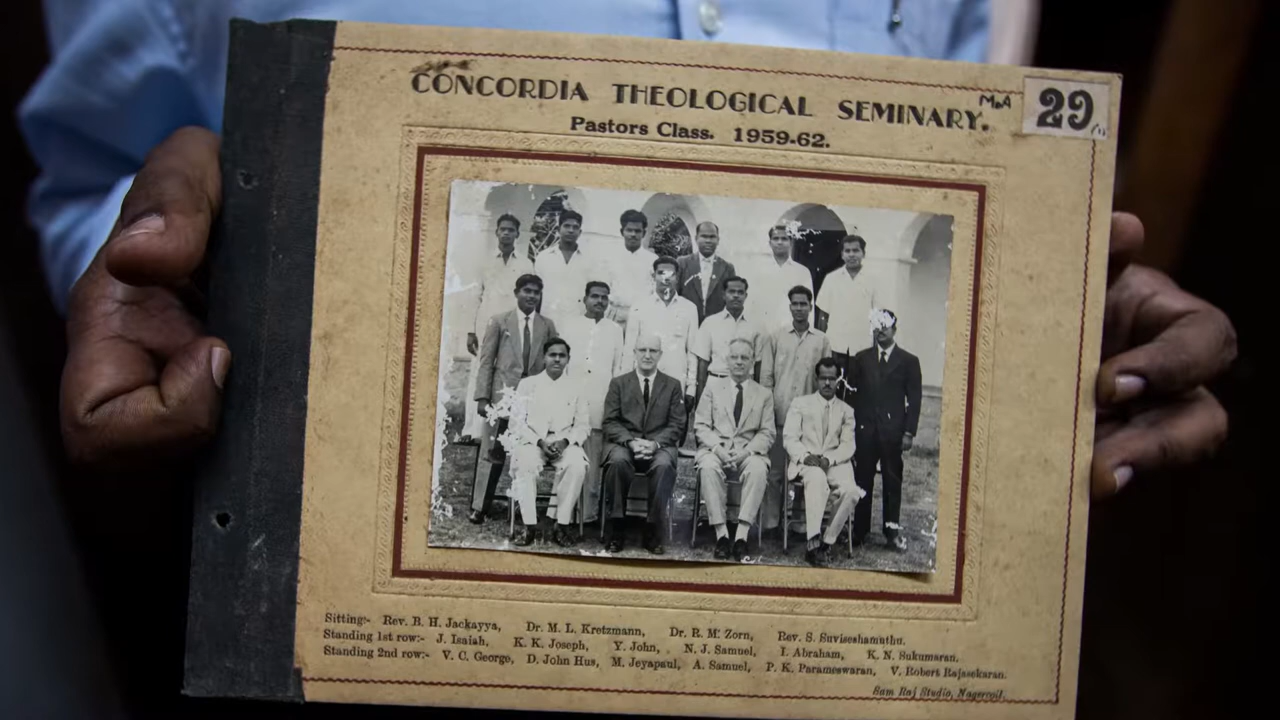 CONCORDIA THEOLOGICAL SEMINARY.
MQA
29
Pastors Class. 1959-62.
Sitting:- Rev. B. H. Jackayya, Dr. M. L. Kretzmann, Dr. R. M. Zorn, Rev. S. Suviseshamuthu.
Standing 1st row:- J. Isaiah, K. K. Joseph, Y. John, N. J. Samuel, I. Abraham, K. N. Sukumaran.
Standing 2nd row:- V. C. George, D. John Hus, M. Jeyapaul, A. Samuel, P. K. Parameswaran, V. Robert Rajasekaran.
Sam Raj Studio, Nagercoil.